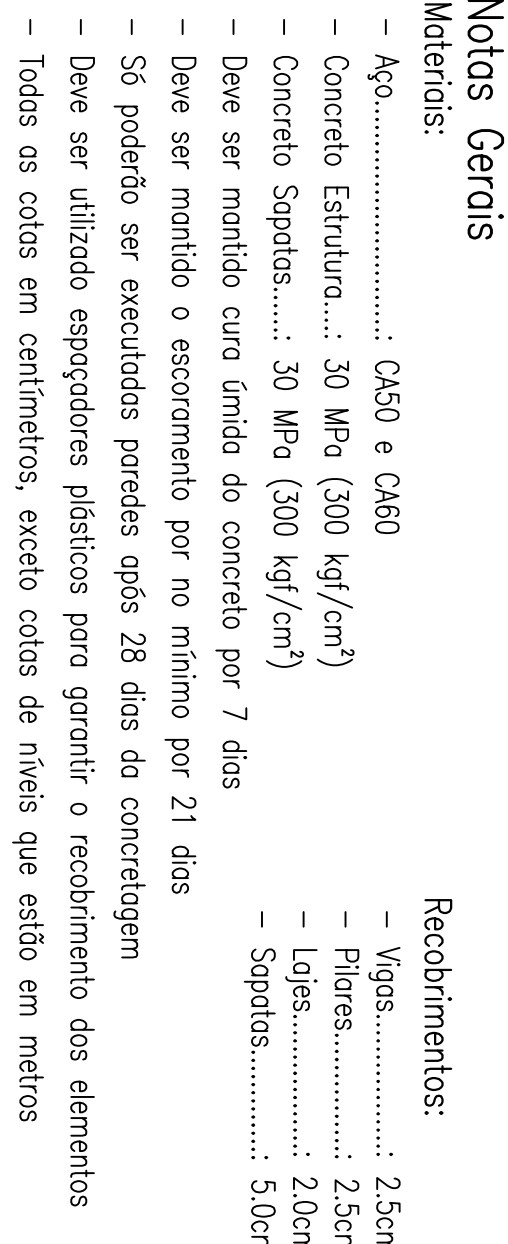 Notas Gerais
Materiais:
- Aço..............................: CA50 e CA60
- Concreto Estrutura....: 30 MPa (300 kgf/cm²)
- Concreto Sapatas......: 30 MPa (300 kgf/cm²)
- Deve ser mantido cura úmida do concreto por 7 dias
- Deve ser mantido o escoramento por no mínimo por 21 dias
- Só poderão ser executadas paredes após 28 dias da concretagem
- Deve ser utilizado espaçadores plásticos para garantir o recobrimento dos elementos
- Todas as cotas em centímetros, exceto cotas de níveis que estão em metros
Recobrimentos:
- Vigas.................: 2.5cm
- Pilares...............: 2.5cm
- Lajes.................: 2.0cm
- Sapatas.............: 5.0cm